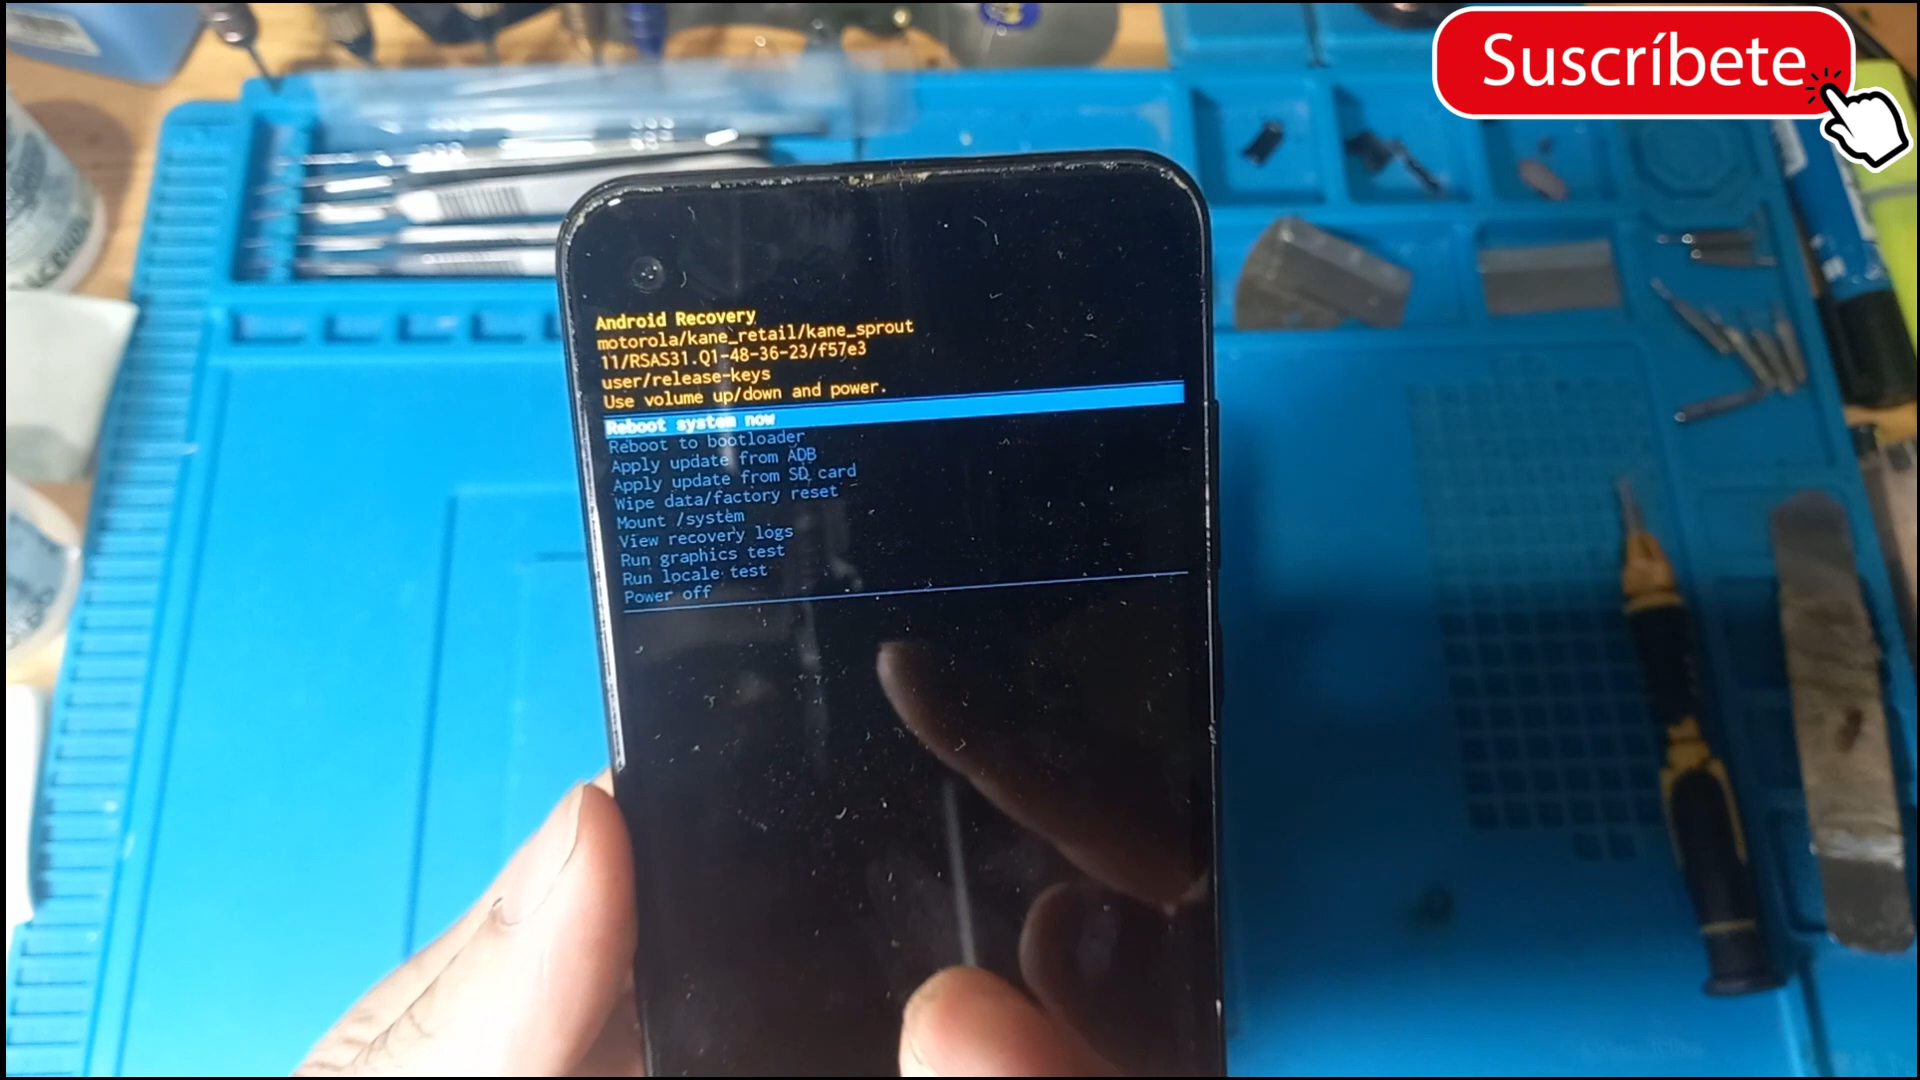 Suscríbete
Android Recovery
motorola/kane_retail/kane_sprout
11/RSAS31.Q1-48-36-23/f57e3
user/release-keys
Use volume up/down and power.
Reboot system now
Reboot to bootloader
Apply update from ADB
Apply update from SD card
Wipe data/factory reset
Mount /system
View recovery logs
Run graphics test
Run locale test
Power off